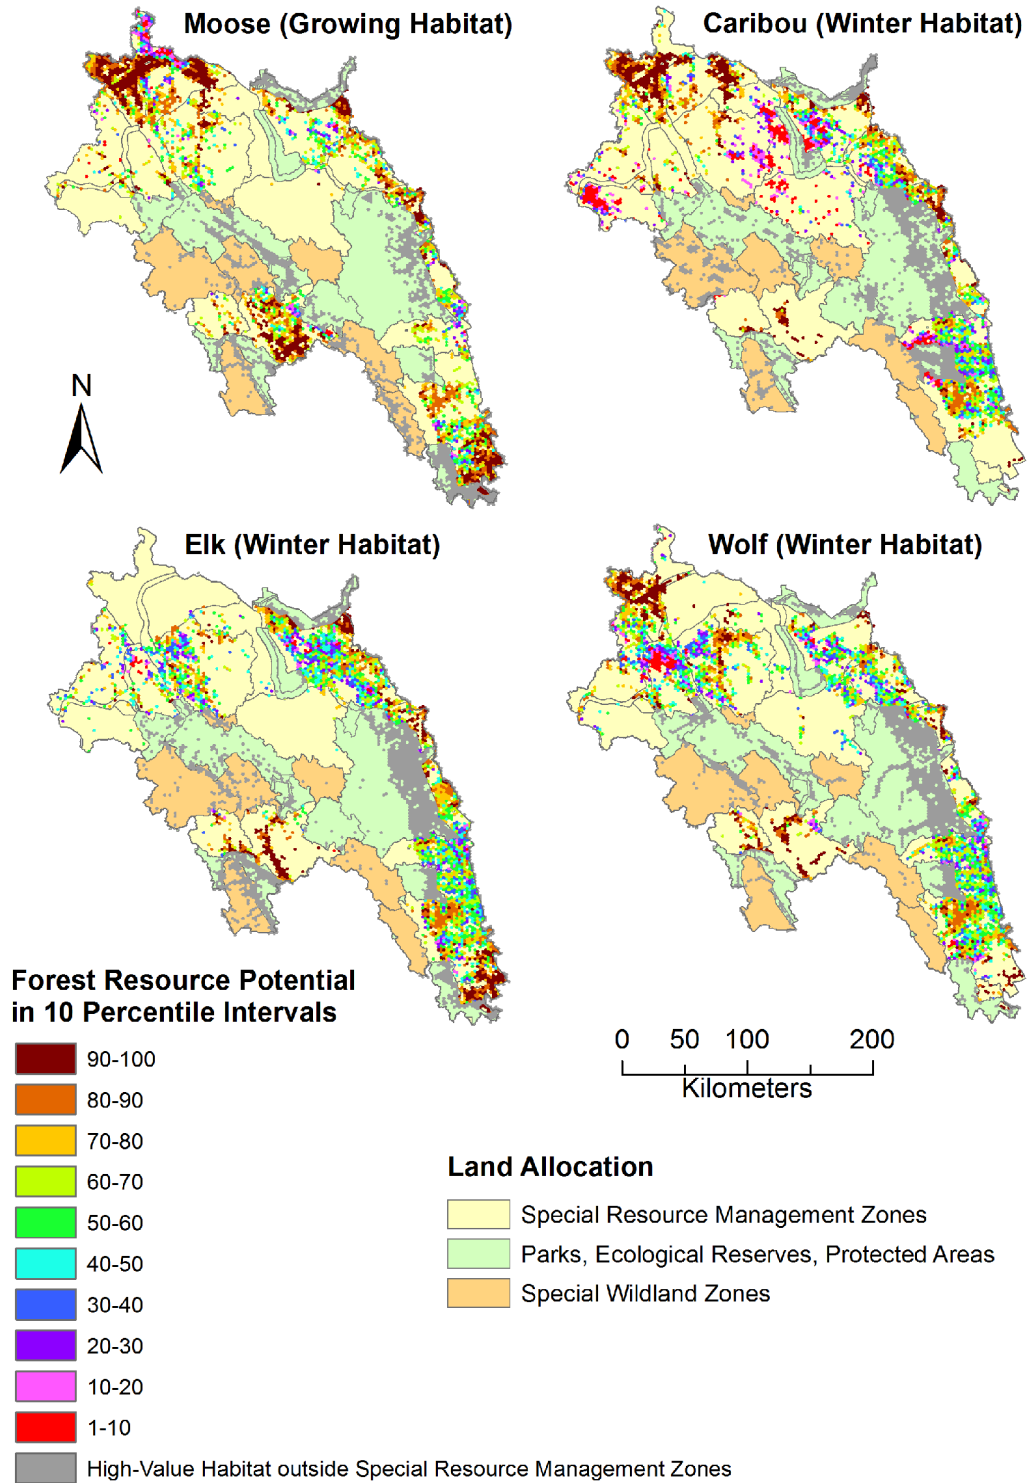 Moose (Growing Habitat)
Caribou (Winter Habitat)
N
Elk (Winter Habitat)
Wolf (Winter Habitat)
Forest Resource Potential
in 10 Percentile Intervals
90-100
80-90
70-80
60-70
50-60
40-50
30-40
20-30
10-20
1-10
High-Value Habitat outside Special Resource Management Zones
0 50 100 200
Kilometers
Land Allocation
Special Resource Management Zones
Parks, Ecological Reserves, Protected Areas
Special Wildland Zones